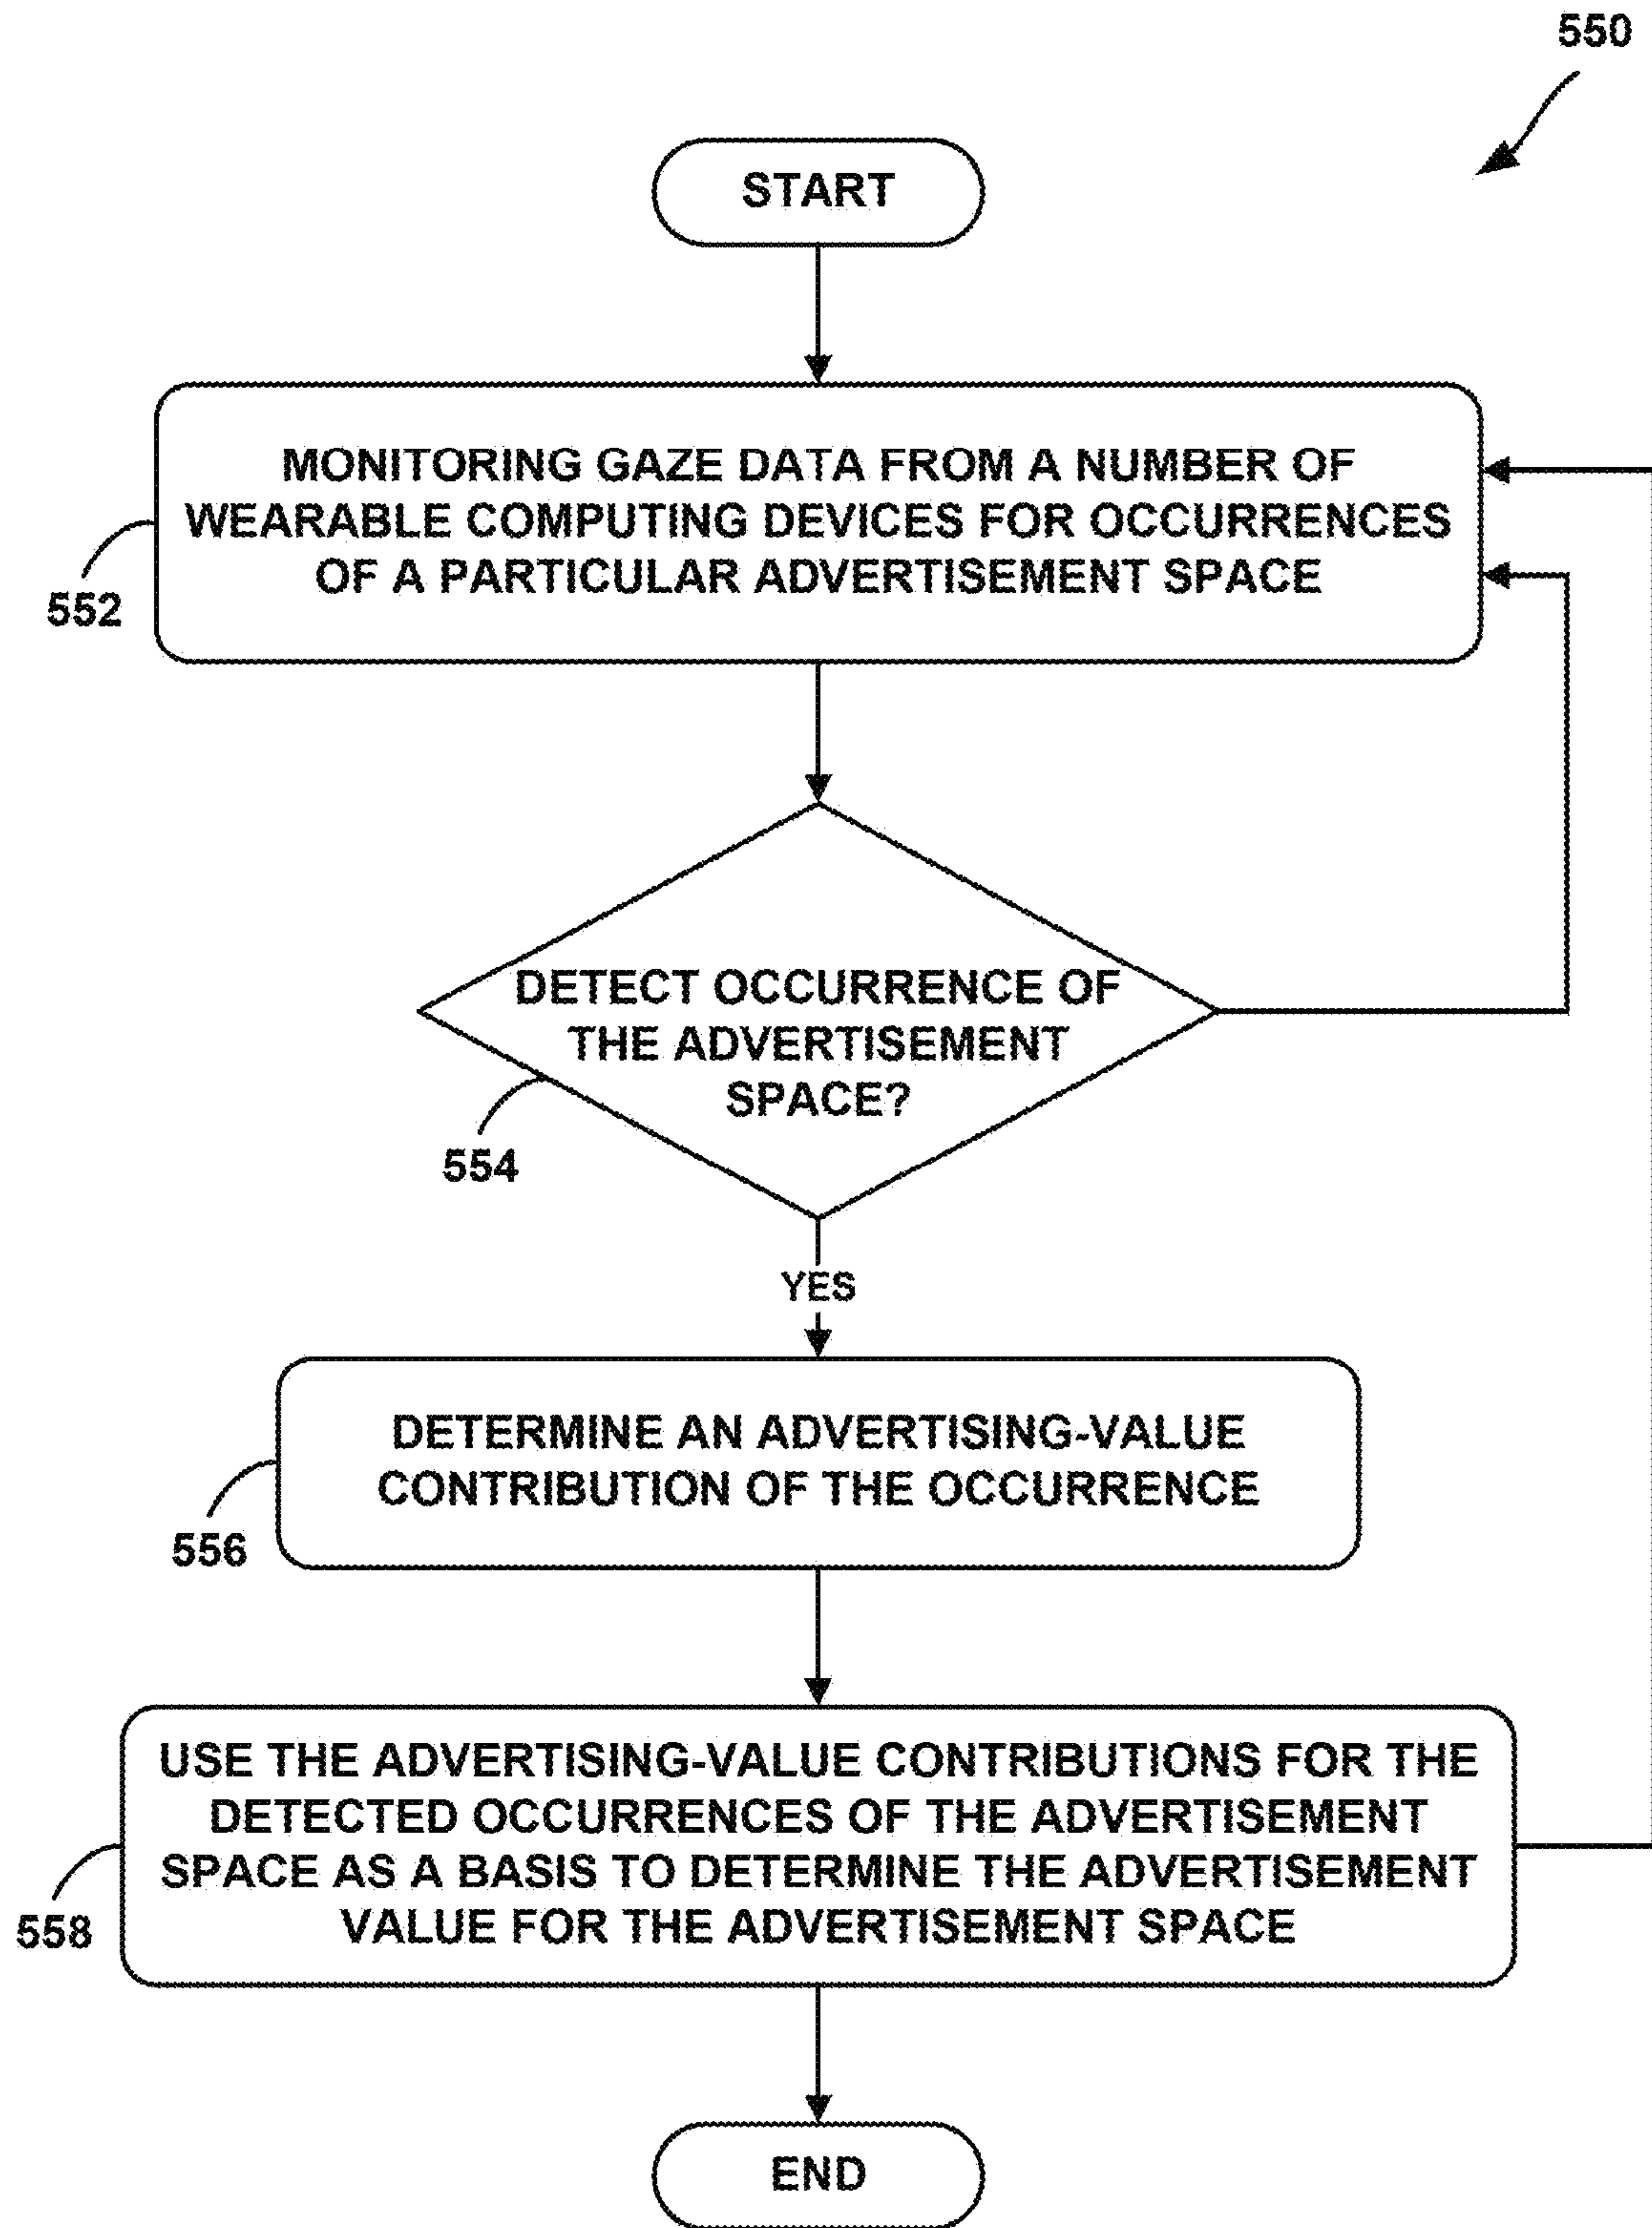 550
START
MONITORING GAZE DATA FROM A NUMBER OF
WEARABLE COMPUTING DEVICES FOR OCCURRENCES
OF A PARTICULAR ADVERTISEMENT SPACE
552
DETECT OCCURRENCE OF
THE ADVERTISEMENT
SPACE?
554
YES
DETERMINE AN ADVERTISING-VALUE
CONTRIBUTION OF THE OCCURRENCE
556
USE THE ADVERTISING-VALUE CONTRIBUTIONS FOR THE
DETECTED OCCURRENCES OF THE ADVERTISEMENT
SPACE AS A BASIS TO DETERMINE THE ADVERTISEMENT
VALUE FOR THE ADVERTISEMENT SPACE
558
END